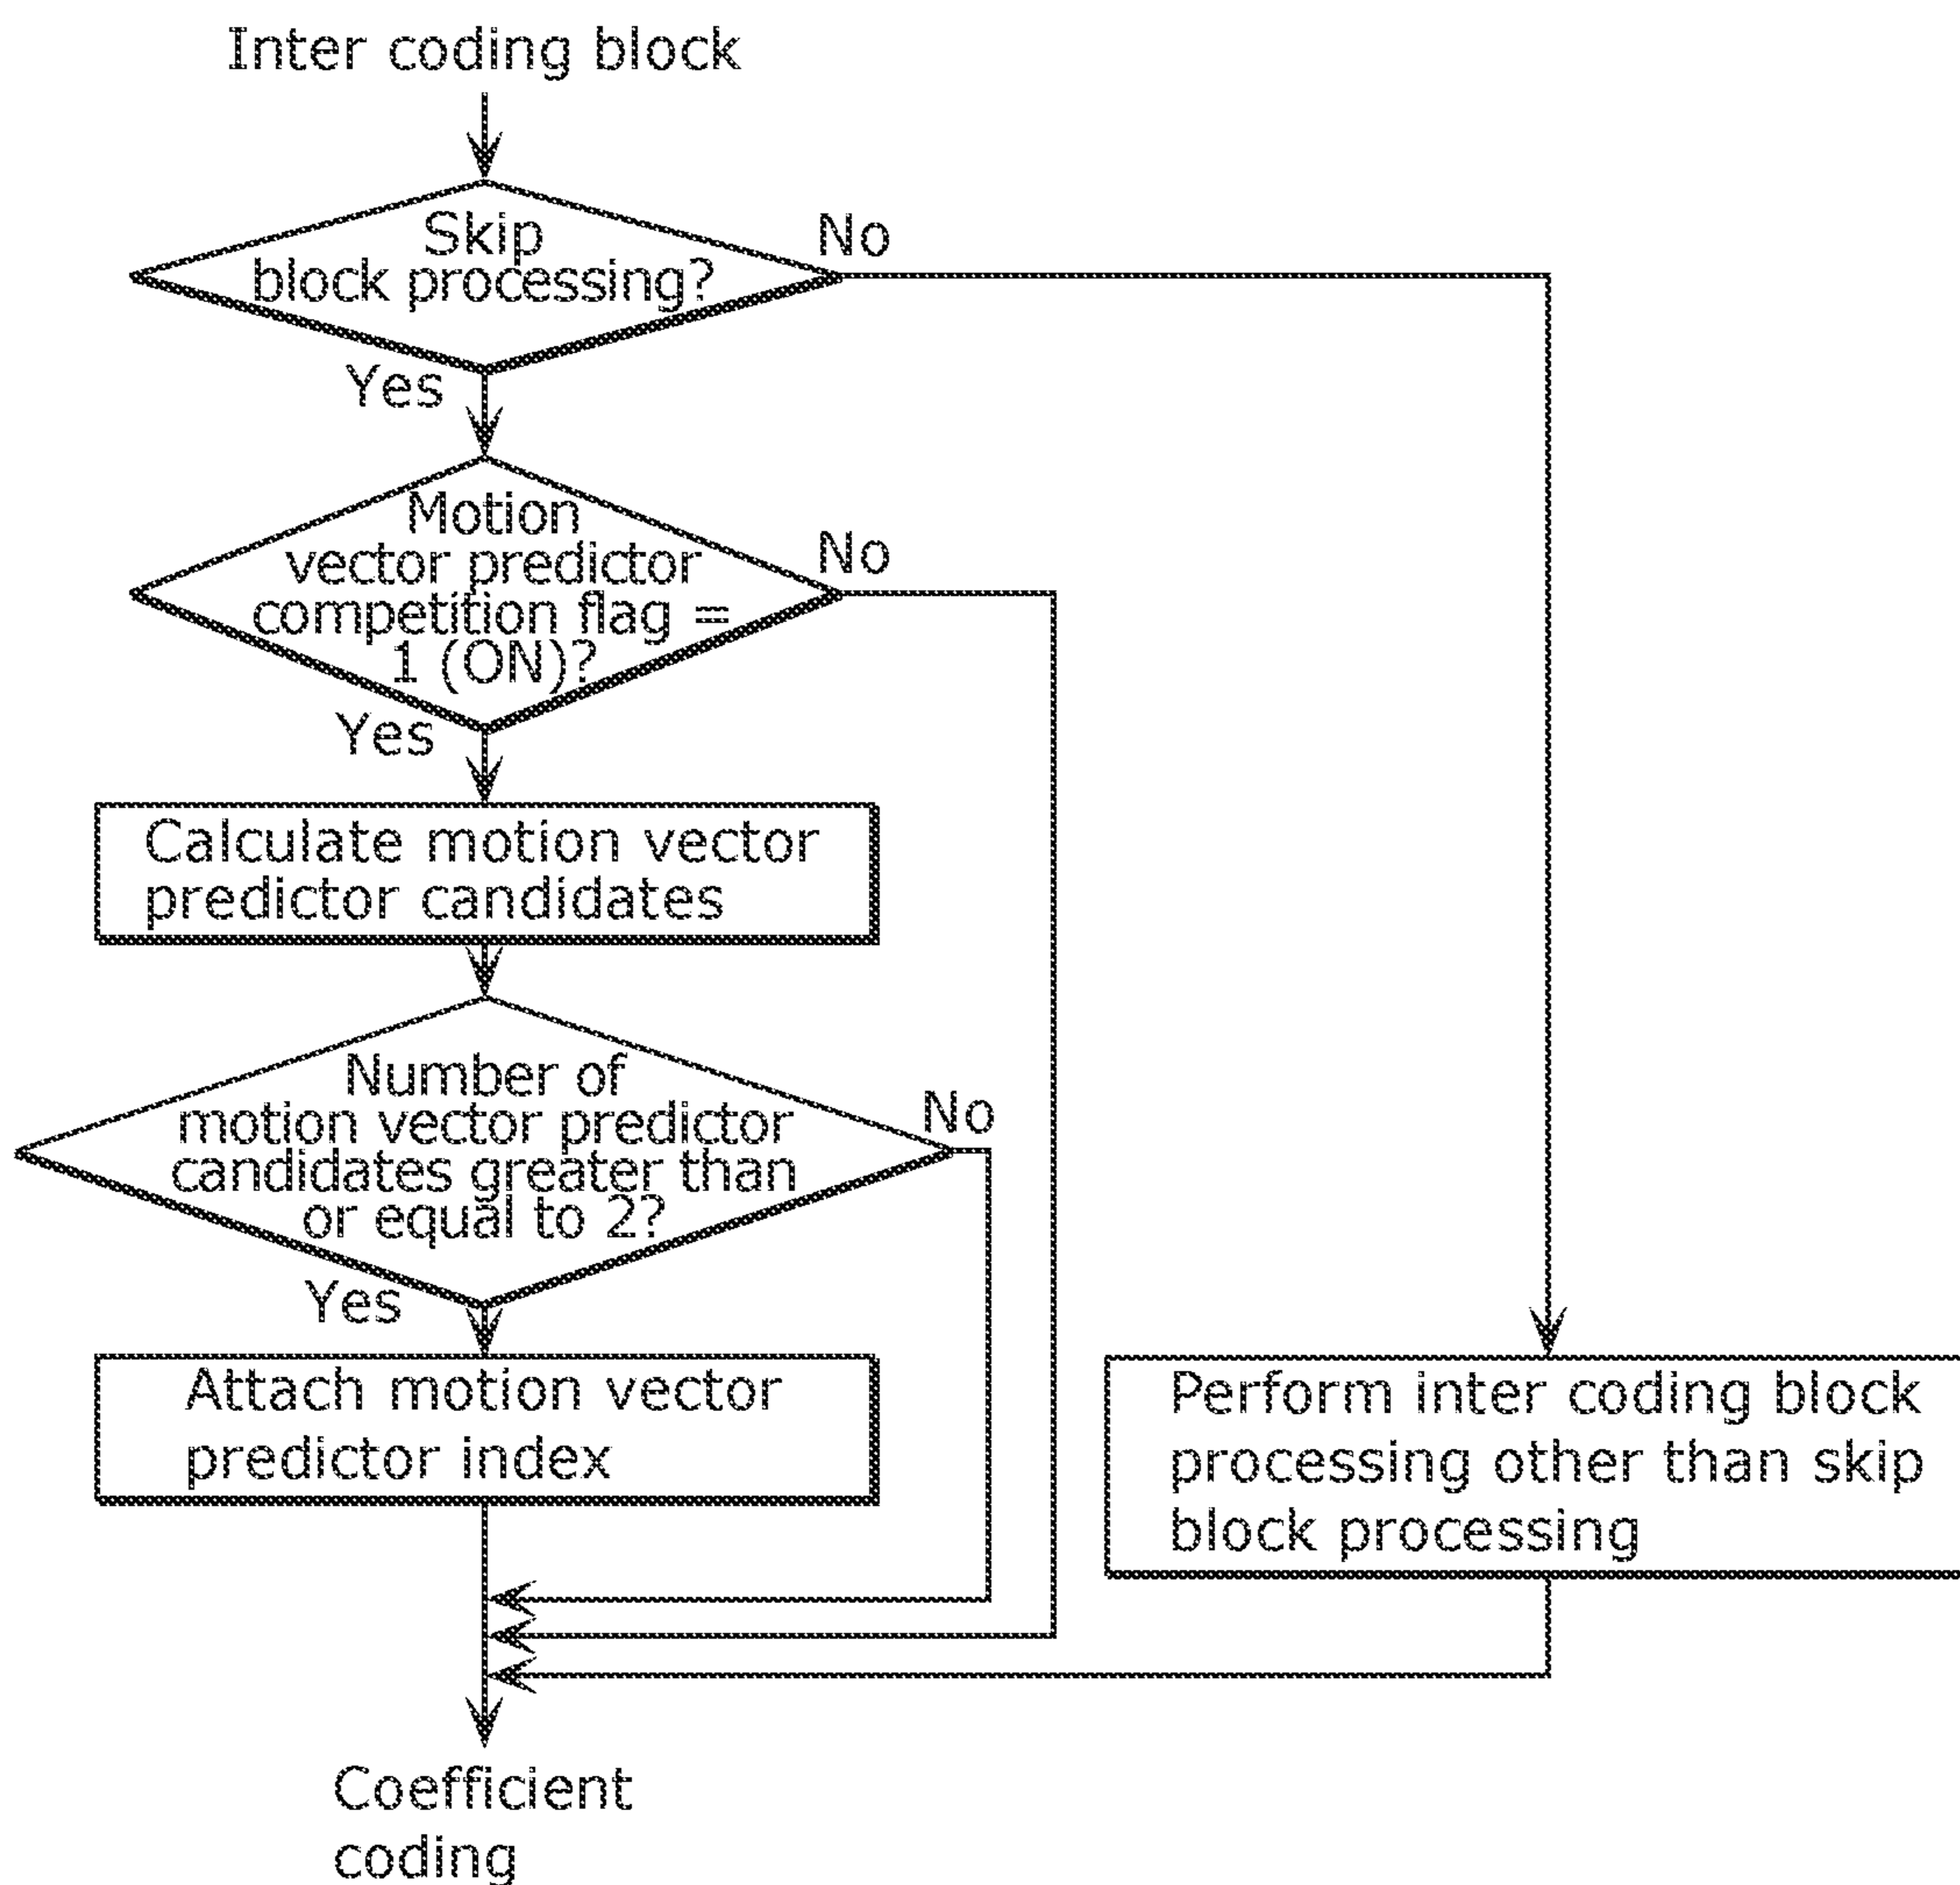 Inter coding block
Skip
block processing?
No
Yes
Motion
vector predictor
competition flag =
1 (ON)?
No
Yes
Calculate motion vector
predictor candidates
Number of
motion vector predictor
candidates greater than
or equal to 2?
No
Yes
Attach motion vector
predictor index
Perform inter coding block
processing other than skip
block processing
Coefficient
coding